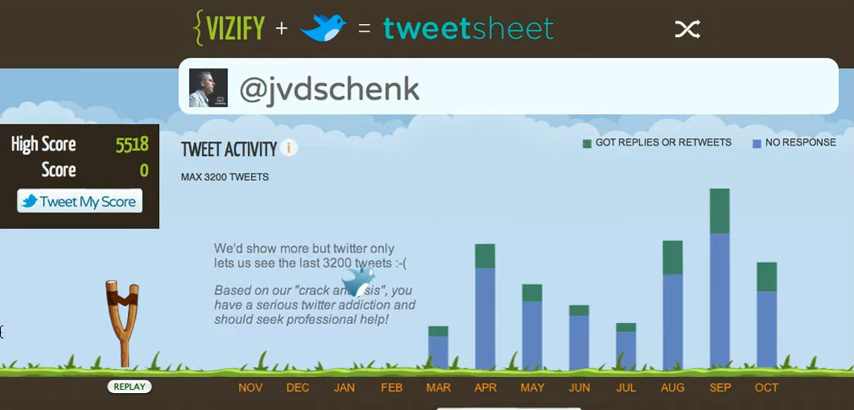 {VIZIFY + = tweetsheet
@jvdschenk
High Score 5518
Score 0
Tweet My Score
TWEET ACTIVITY i
MAX 3200 TWEETS
GOT REPLIES OR RETWEETS NO RESPONSE
We'd show more but twitter only
lets us see the last 3200 tweets :-(
Based on our "crack analysis", you
have a serious twitter addiction and
should seek professional help!
REPLAY
NOV DEC JAN FEB MAR APR MAY JUN JUL AUG SEP OCT